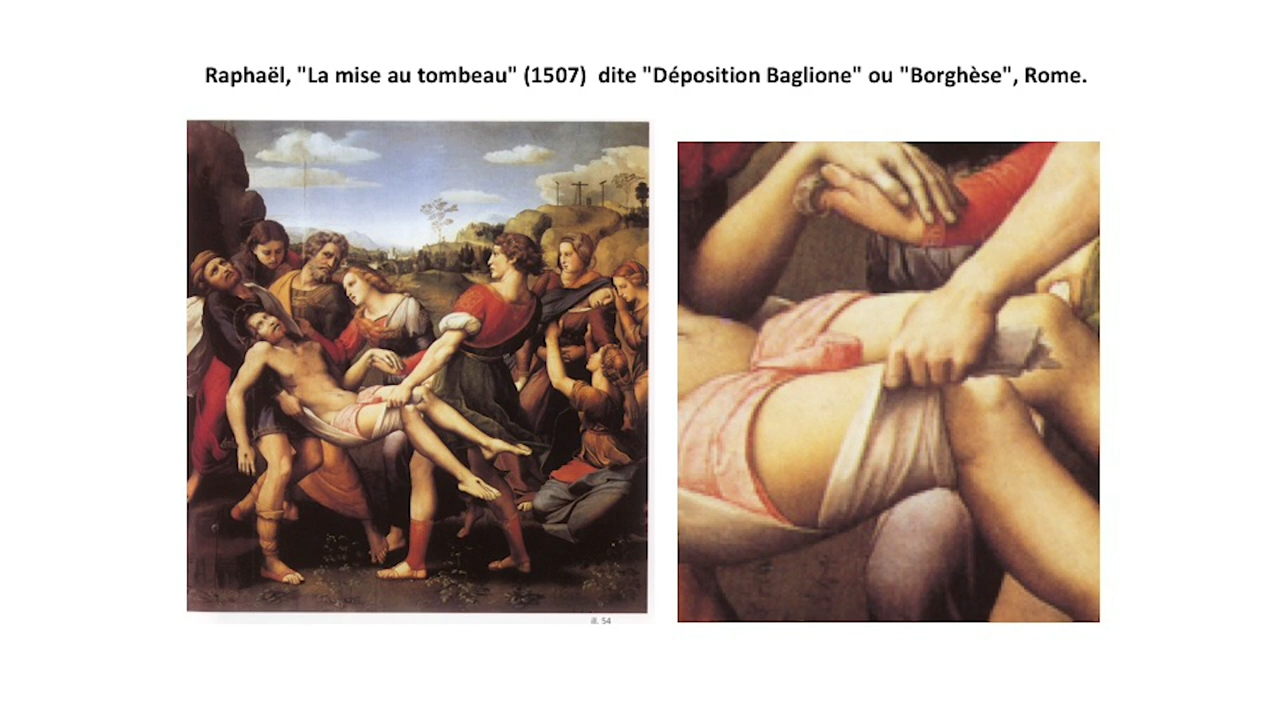 Raphaël, "La mise au tombeau" (1507)  dite "Déposition Baglione" ou "Borghèse", Rome.
ill. 54